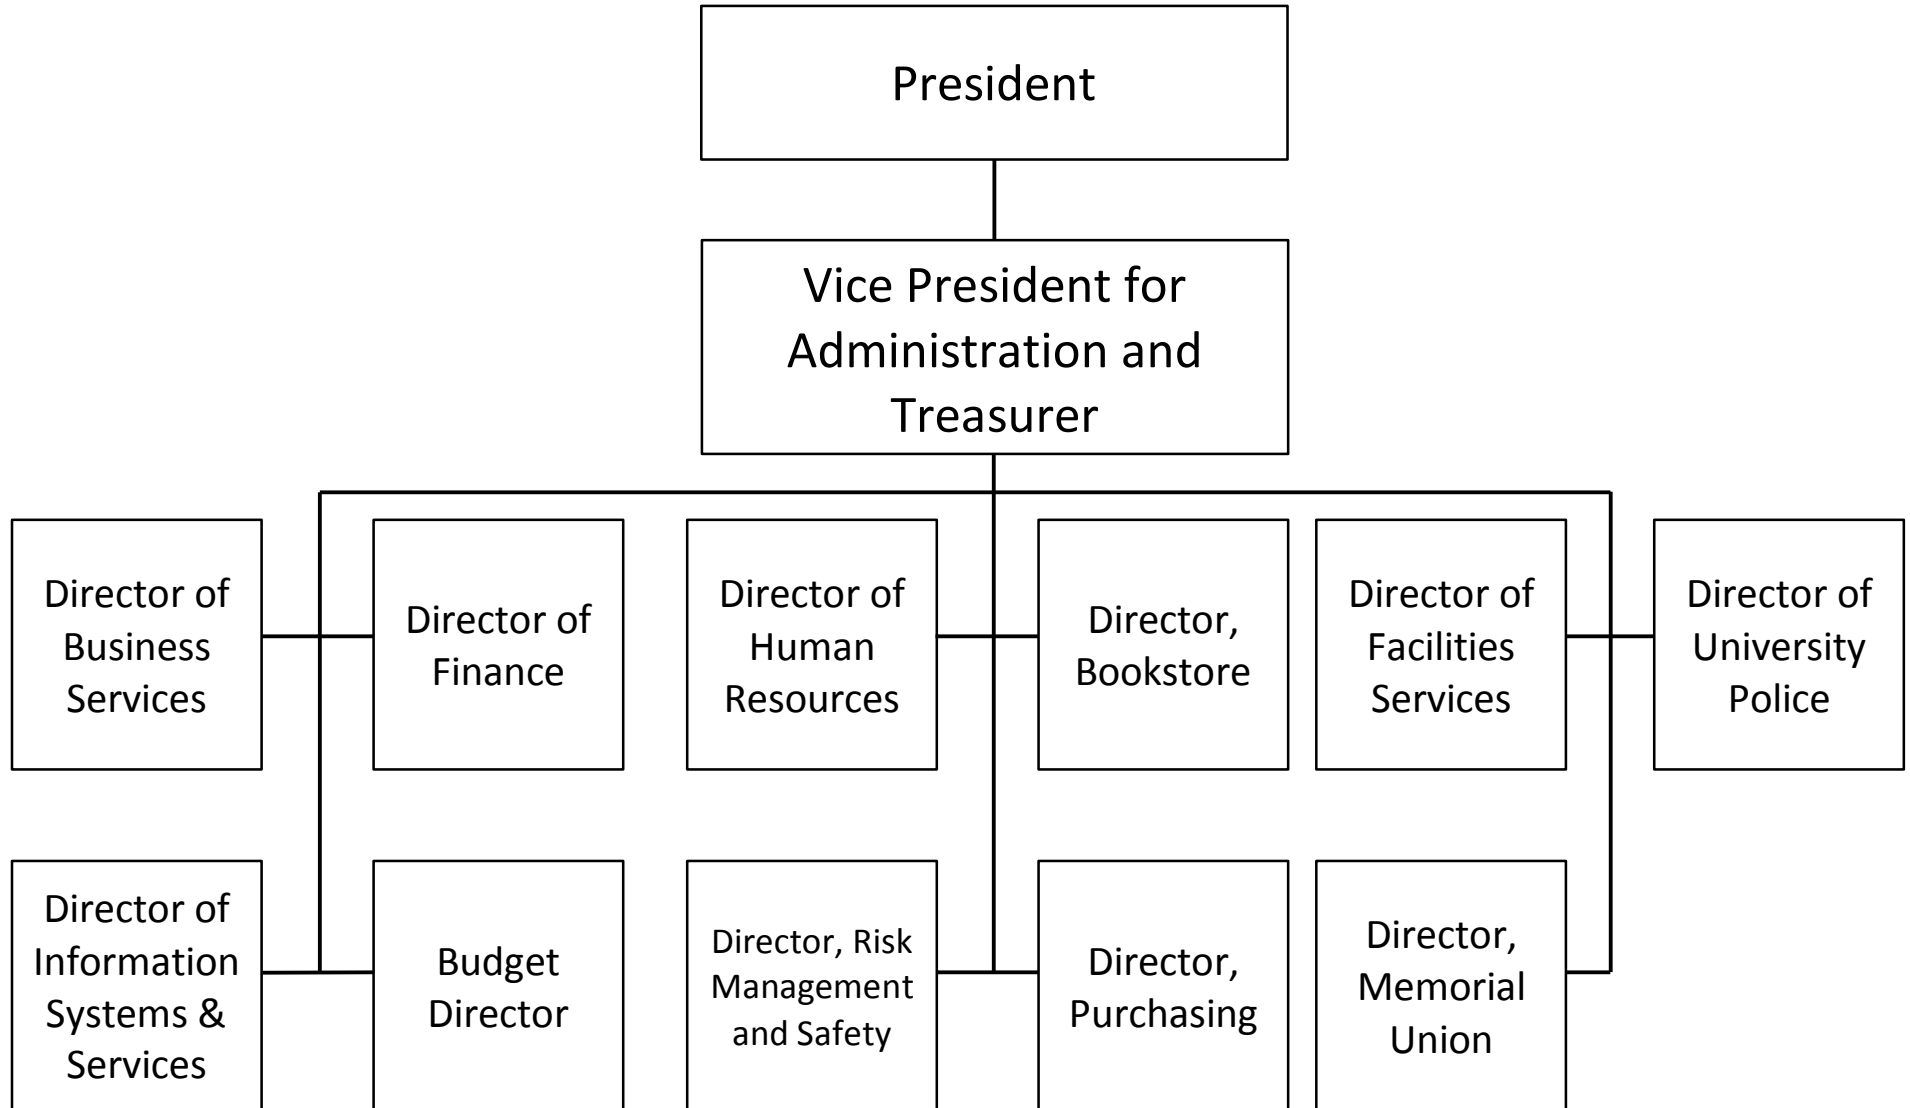 President
Vice President for
Administration and
Treasurer
Director of
Business
Services
Director of
Finance
Director of
Human
Resources
Director,
Bookstore
Director of
Facilities
Services
Director of
University
Police
Director of
Information
Systems &
Services
Budget
Director
Director, Risk
Management
and Safety
Director,
Purchasing
Director,
Memorial
Union